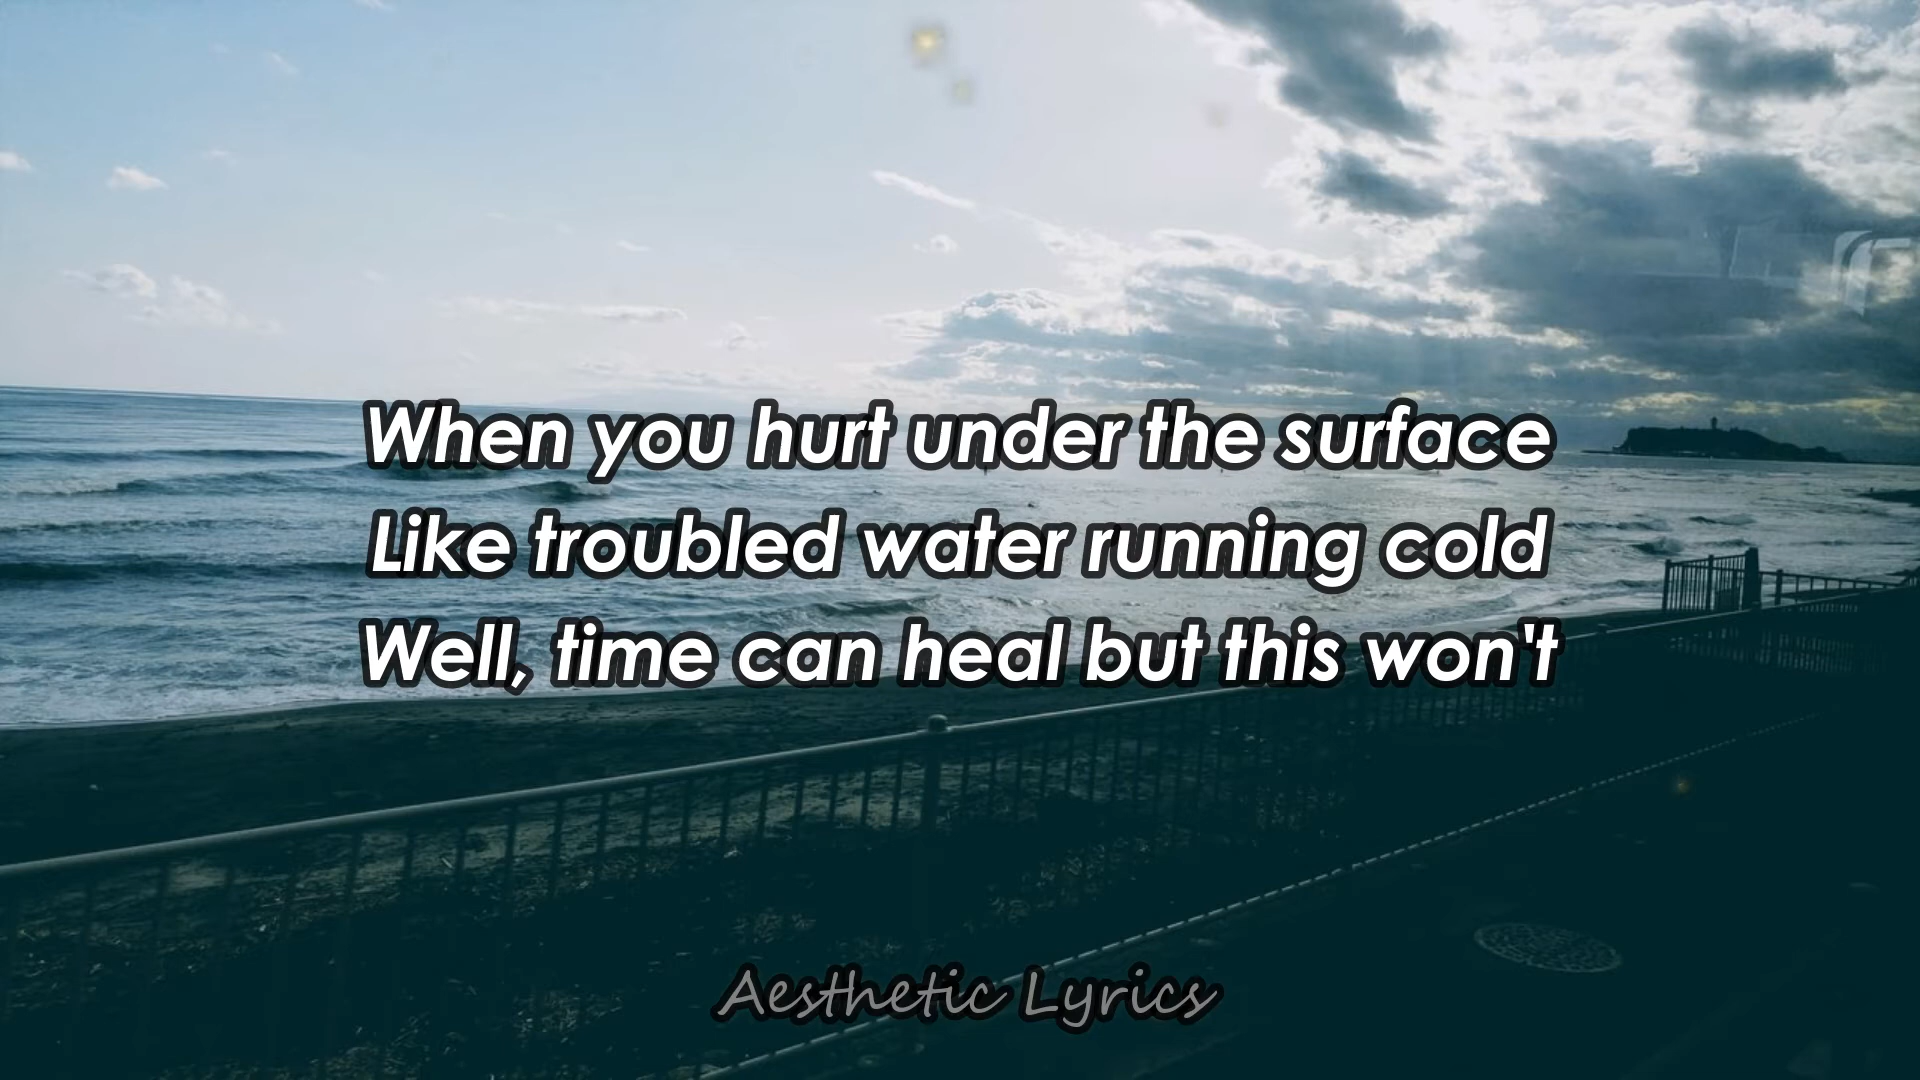 When you hurt under the surface
Like troubled water running cold
Well, time can heal but this won't
Aesthetic Lyrics